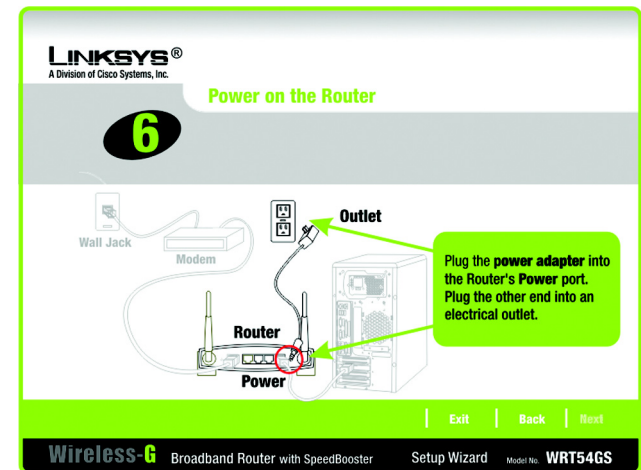 LINKSYS®
A Division of Cisco Systems, Inc.
Power on the Router
6
Outlet
Wall Jack
Modem
Plug the power adapter into
the Router's Power port.
Plug the other end into an
electrical outlet.
Router
Power
Exit Back Next
Wireless-G Broadband Router with SpeedBooster Setup Wizard Model No. WRT54GS